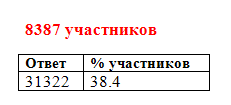 8387 участников
Ответ % участников
31322 38.4